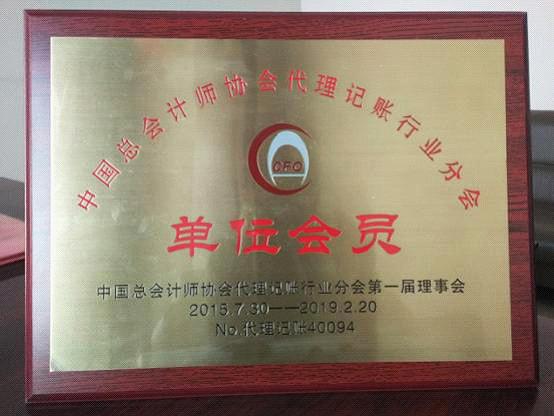 中国总会计师协会代理记账行业分会
CFO
单位会员
中国总会计师协会代理记账行业分会第一届理事会
2015.7.30——2019.2.20
No.代理记账40094